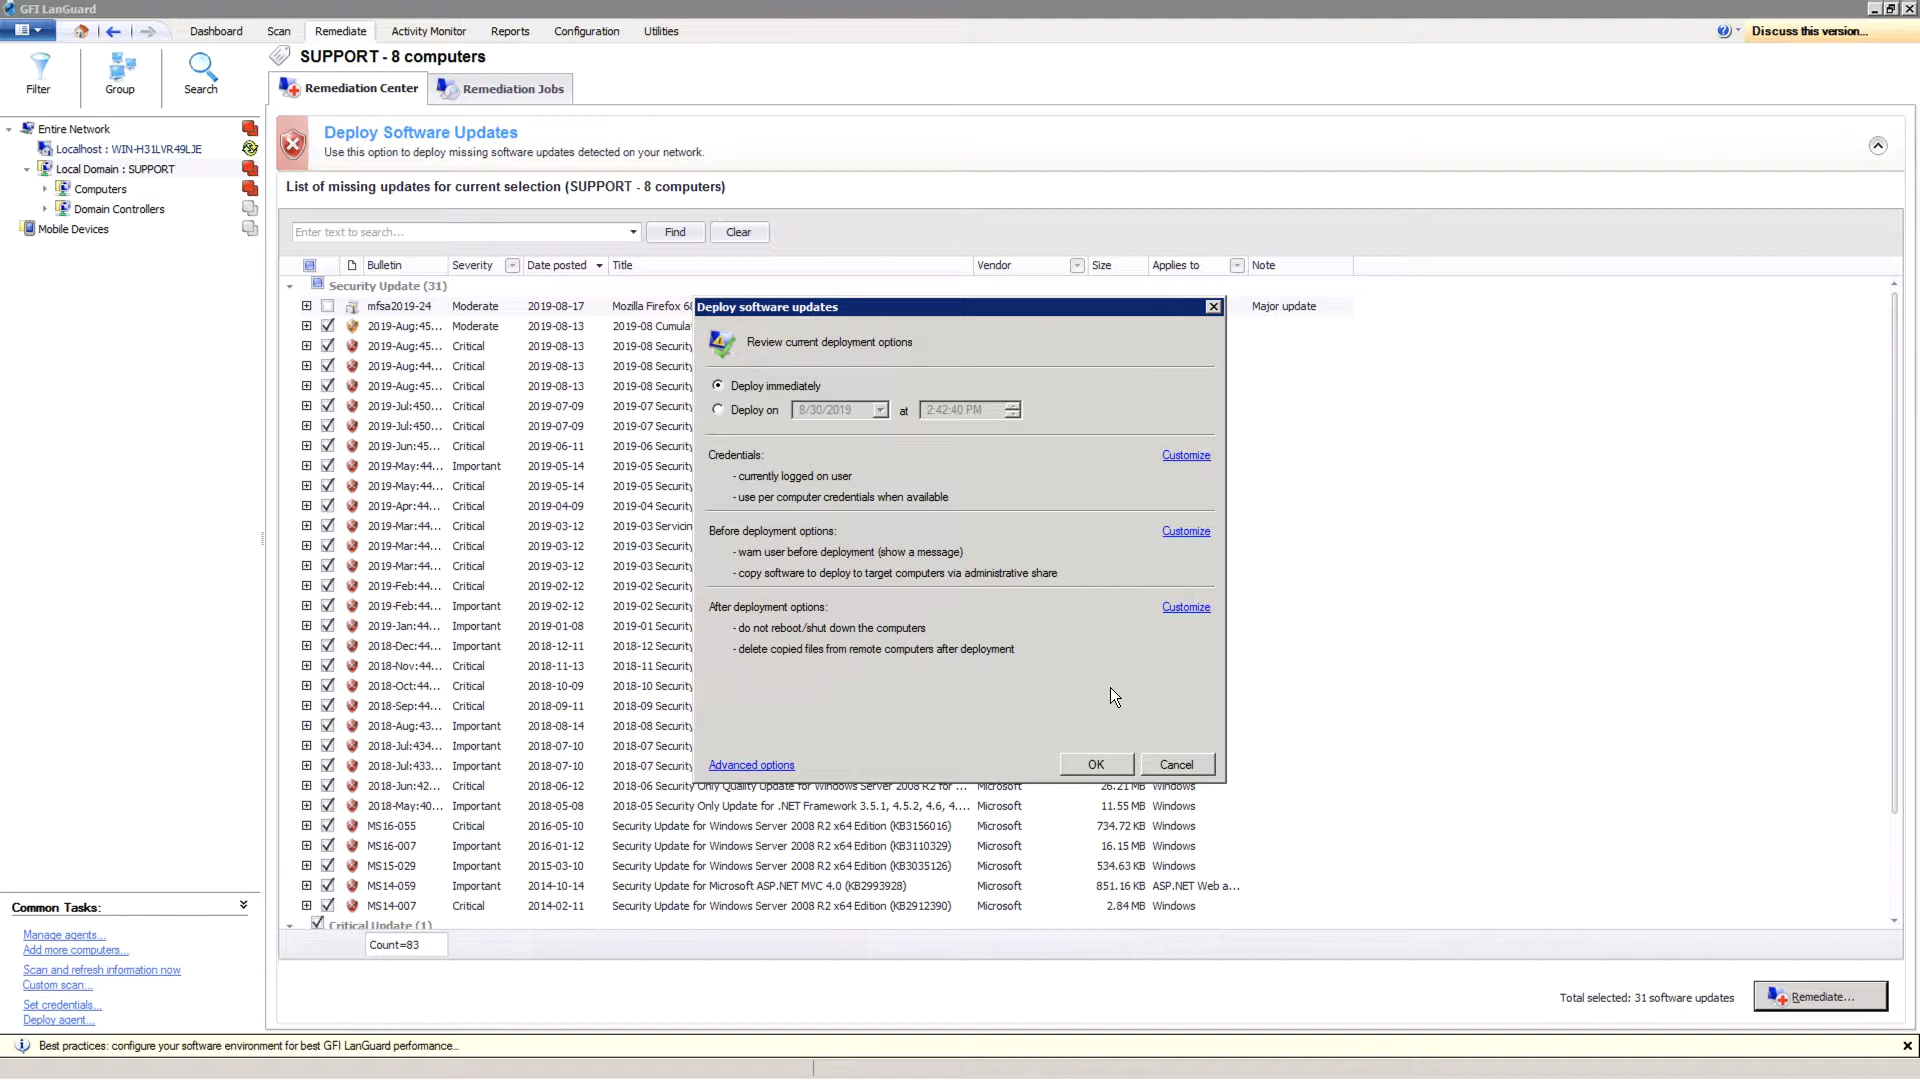 GFI LanGuard
Dashboard Scan Remediate Activity Monitor Reports Configuration Utilities Discuss this version...
Filter Group Search
SUPPORT - 8 computers
Remediation Center Remediation Jobs
Entire Network
Localhost : WIN-H31LVR49LJE
Local Domain : SUPPORT
Computers
Domain Controllers
Mobile Devices
Deploy Software Updates
Use this option to deploy missing software updates detected on your network.
List of missing updates for current selection (SUPPORT - 8 computers)
Enter text to search... Find Clear
Bulletin Severity Date posted Title Vendor Size Applies to Note
Security Update (31)
mfsa2019-24 Moderate 2019-08-17 Mozilla Firefox 68 Major update
2019-Aug:45... Moderate 2019-08-13 2019-08 Cumula
2019-Aug:45... Critical 2019-08-13 2019-08 Security
2019-Aug:44... Critical 2019-08-13 2019-08 Security
2019-Aug:45... Critical 2019-08-13 2019-08 Security
2019-Jul:450... Critical 2019-07-09 2019-07 Security
2019-Jul:450... Critical 2019-07-09 2019-07 Security
2019-Jun:45... Critical 2019-06-11 2019-06 Security
2019-May:44... Important 2019-05-14 2019-05 Security
2019-May:44... Critical 2019-05-14 2019-05 Security
2019-Apr:44... Critical 2019-04-09 2019-04 Security
2019-Mar:44... Critical 2019-03-12 2019-03 Servicin
2019-Mar:44... Critical 2019-03-12 2019-03 Security
2019-Mar:44... Critical 2019-03-12 2019-03 Security
2019-Feb:44... Critical 2019-02-12 2019-02 Security
2019-Feb:44... Important 2019-02-12 2019-02 Security
2019-Jan:44... Important 2019-01-08 2019-01 Security
2018-Dec:44... Important 2018-12-11 2018-12 Security
2018-Nov:44... Critical 2018-11-13 2018-11 Security
2018-Oct:44... Critical 2018-10-09 2018-10 Security
2018-Sep:44... Critical 2018-09-11 2018-09 Security
2018-Aug:43... Important 2018-08-14 2018-08 Security
2018-Jul:434... Important 2018-07-10 2018-07 Security
2018-Jul:433... Important 2018-07-10 2018-07 Security
2018-Jun:42... Critical 2018-06-12 2018-06 Security Only Quality Update for Windows Server 2008 R2 for ... Microsoft 26.21 MB Windows
2018-May:40... Important 2018-05-08 2018-05 Security Only Update for .NET Framework 3.5.1, 4.5.2, 4.6, 4.... Microsoft 11.55 MB Windows
MS16-055 Critical 2016-05-10 Security Update for Windows Server 2008 R2 x64 Edition (KB3156016) Microsoft 734.72 KB Windows
MS16-007 Important 2016-01-12 Security Update for Windows Server 2008 R2 x64 Edition (KB3110329) Microsoft 16.15 MB Windows
MS15-029 Important 2015-03-10 Security Update for Windows Server 2008 R2 x64 Edition (KB3035126) Microsoft 534.63 KB Windows
MS14-059 Important 2014-10-14 Security Update for Microsoft ASP.NET MVC 4.0 (KB2993928) Microsoft 851.16 KB ASP.NET Web a...
MS14-007 Critical 2014-02-11 Security Update for Windows Server 2008 R2 x64 Edition (KB2912390) Microsoft 2.84 MB Windows
Critical Update (1)
Count=83
Deploy software updates
Review current deployment options
Deploy immediately
Deploy on 8/30/2019 at 2:42:40 PM
Credentials: Customize
- currently logged on user
- use per computer credentials when available
Before deployment options: Customize
- warn user before deployment (show a message)
- copy software to deploy to target computers via administrative share
After deployment options: Customize
- do not reboot/shut down the computers
- delete copied files from remote computers after deployment
Advanced options OK Cancel
Common Tasks:
Manage agents...
Add more computers...
Scan and refresh information now
Custom scan...
Set credentials...
Deploy agent...
Total selected: 31 software updates Remediate...
Best practices: configure your software environment for best GFI LanGuard performance...